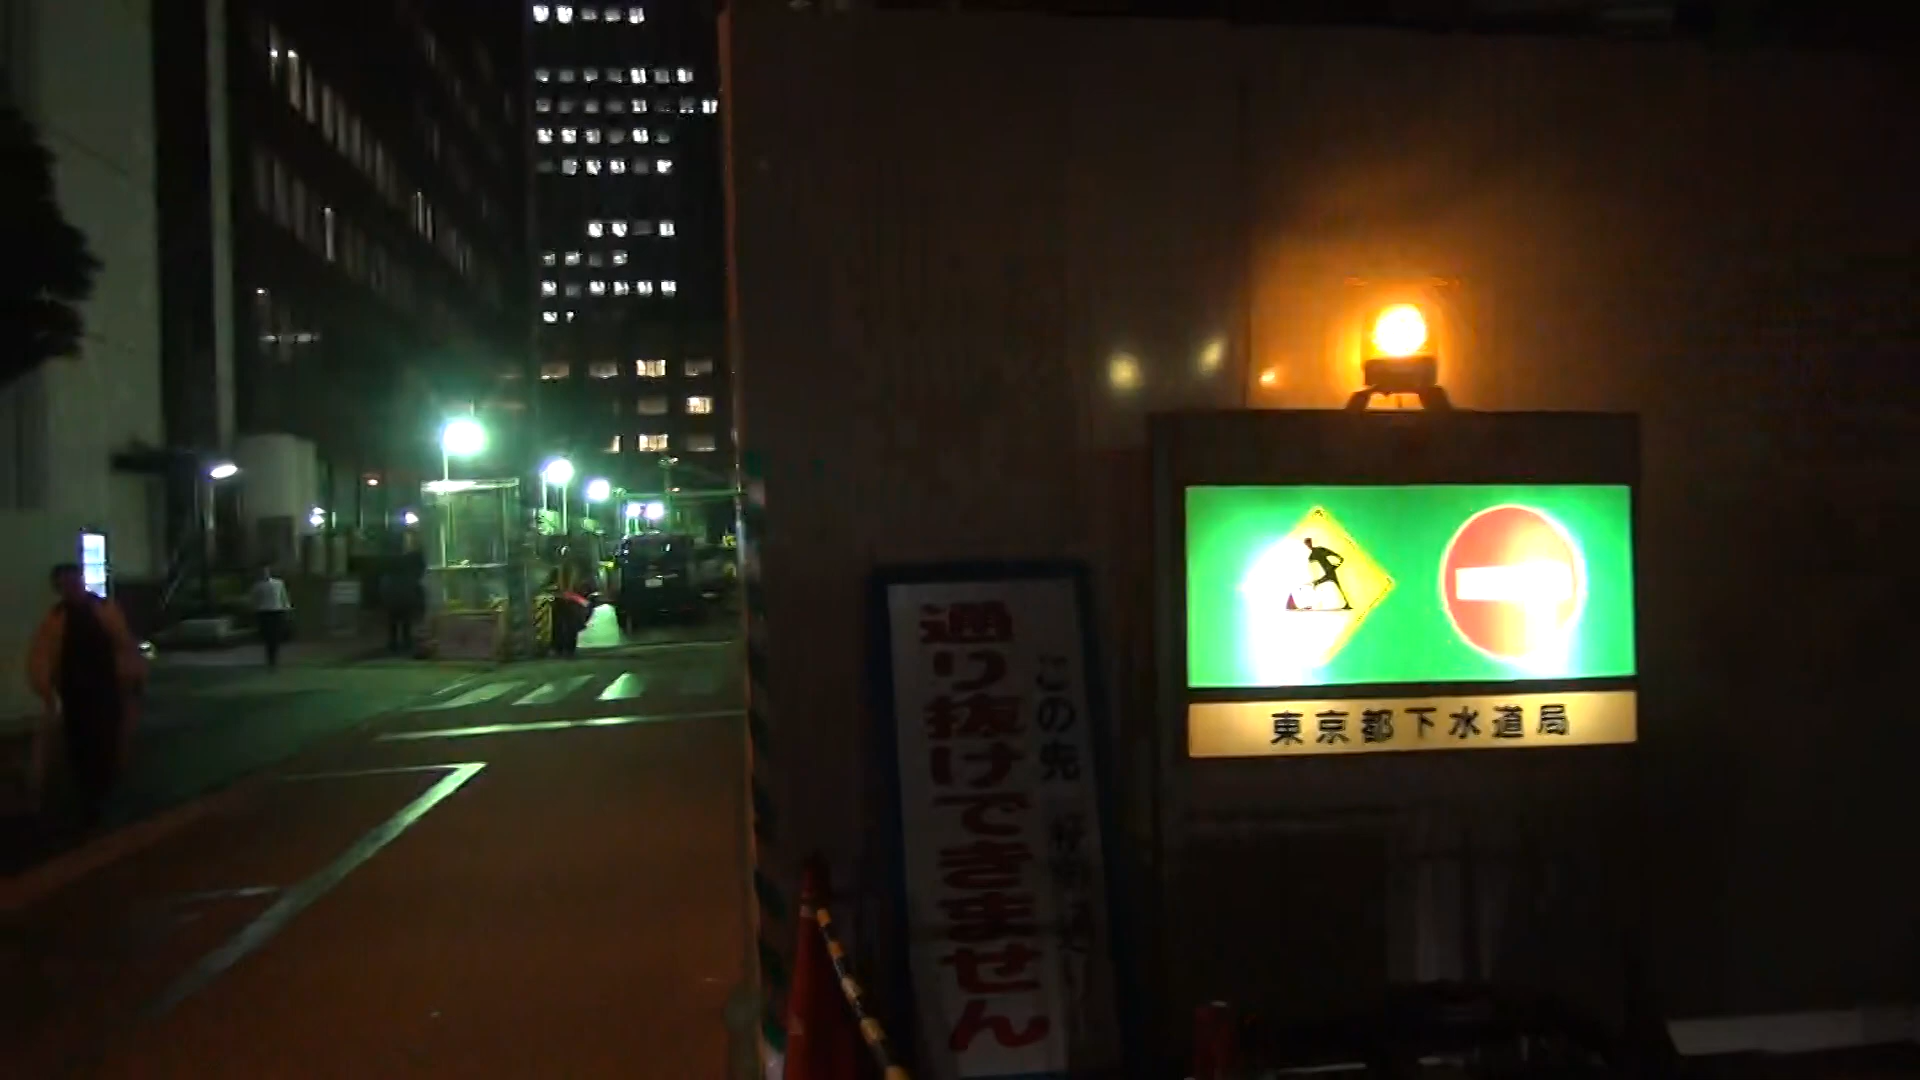 この先
通り抜けできません
東京都下水道局